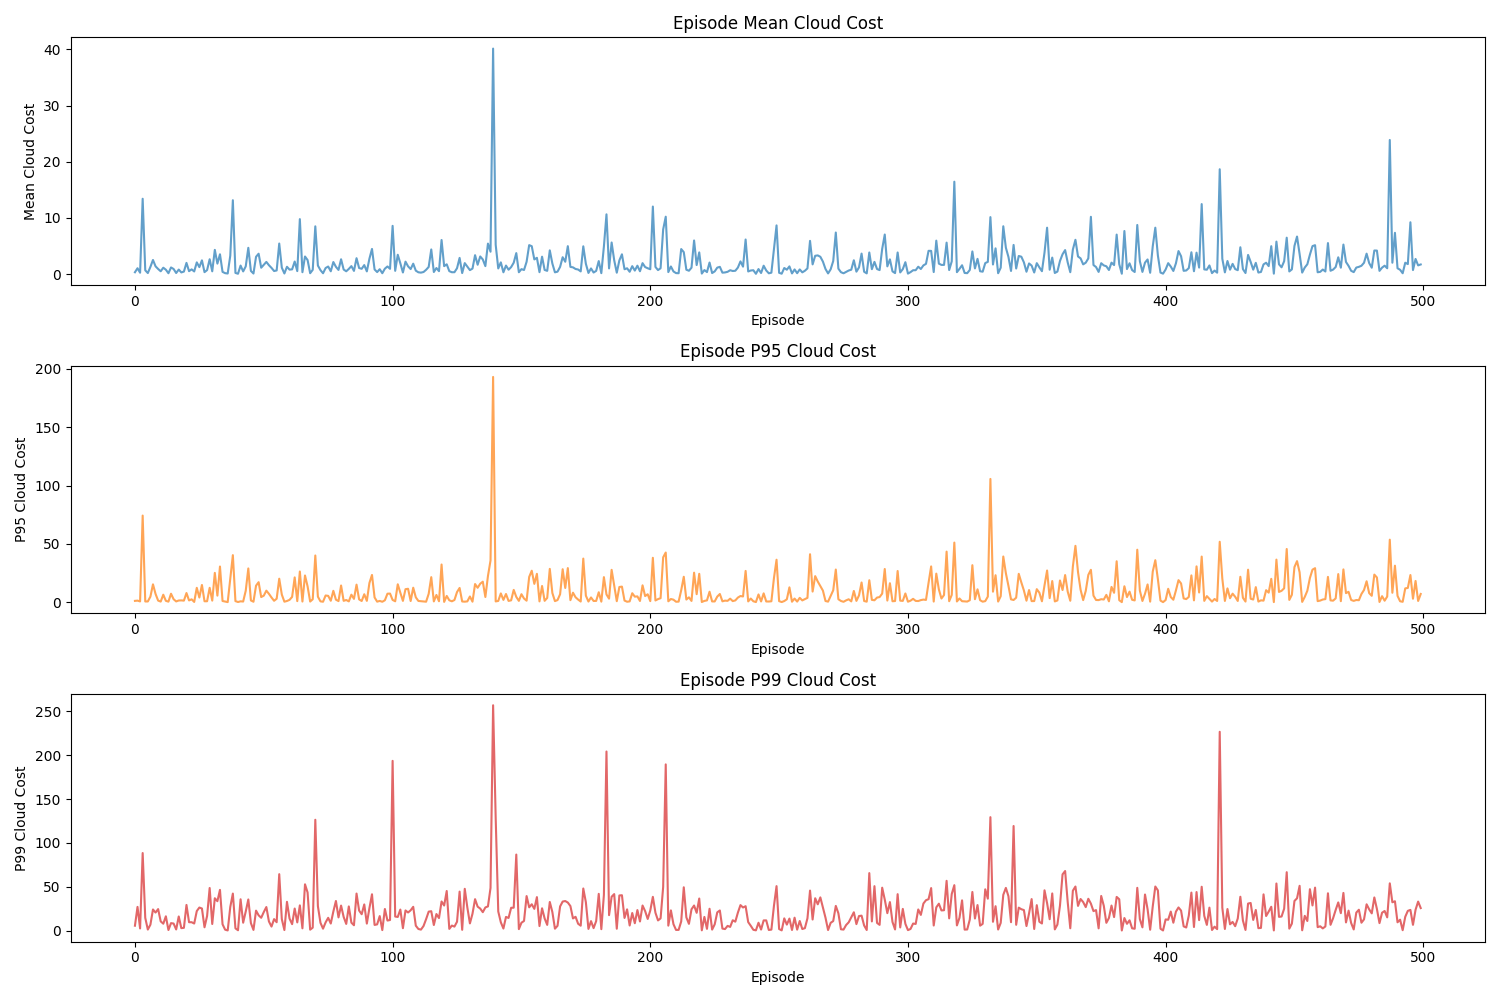 Episode Mean Cloud Cost
Mean Cloud Cost
40
30
20
10
0
0 100 200 300 400 500
Episode
Episode P95 Cloud Cost
P95 Cloud Cost
200
150
100
50
0
0 100 200 300 400 500
Episode
Episode P99 Cloud Cost
P99 Cloud Cost
250
200
150
100
50
0
0 100 200 300 400 500
Episode